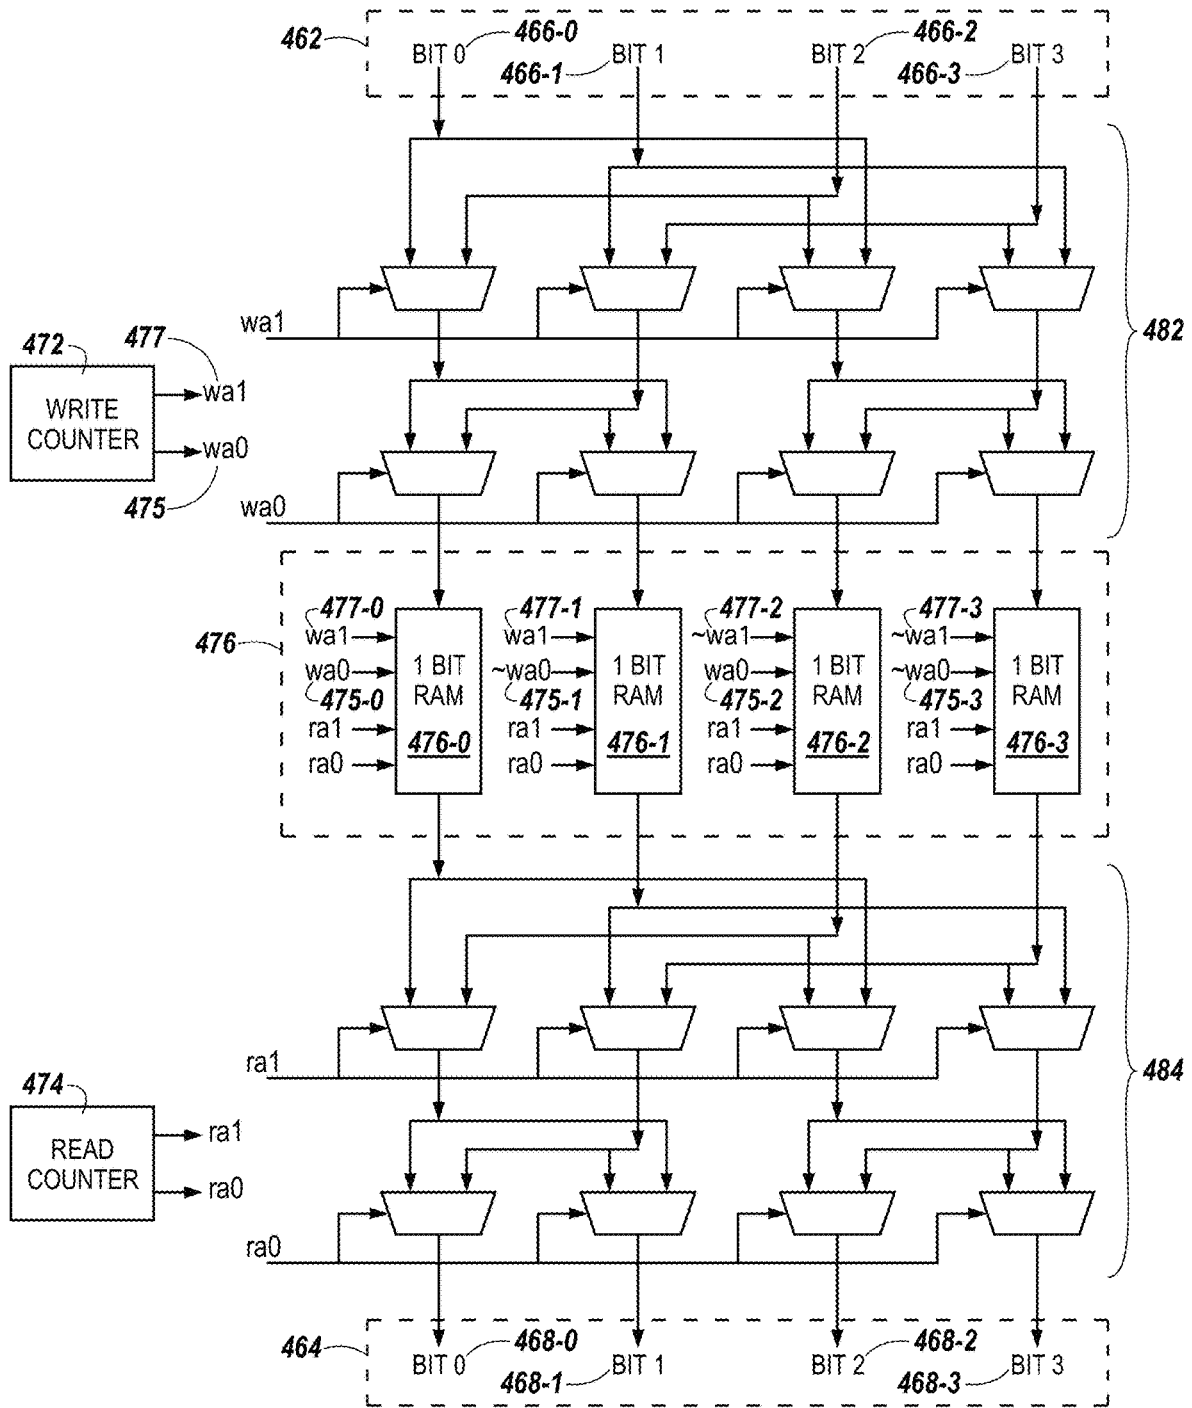 462
BIT 0
466-0
466-1
BIT 1
BIT 2
466-2
466-3
BIT 3
wa1
482
472
477
WRITE
COUNTER
wa1
wa0
475
wa0
476
477-0
wa1
wa0
475-0
ra1
ra0
1 BIT
RAM
476-0
477-1
wa1
~wa0
475-1
ra1
ra0
1 BIT
RAM
476-1
477-2
~wa1
wa0
475-2
ra1
ra0
1 BIT
RAM
476-2
477-3
~wa1
~wa0
475-3
ra1
ra0
1 BIT
RAM
476-3
ra1
484
474
READ
COUNTER
ra1
ra0
ra0
464
BIT 0
468-0
468-1
BIT 1
BIT 2
468-2
468-3
BIT 3